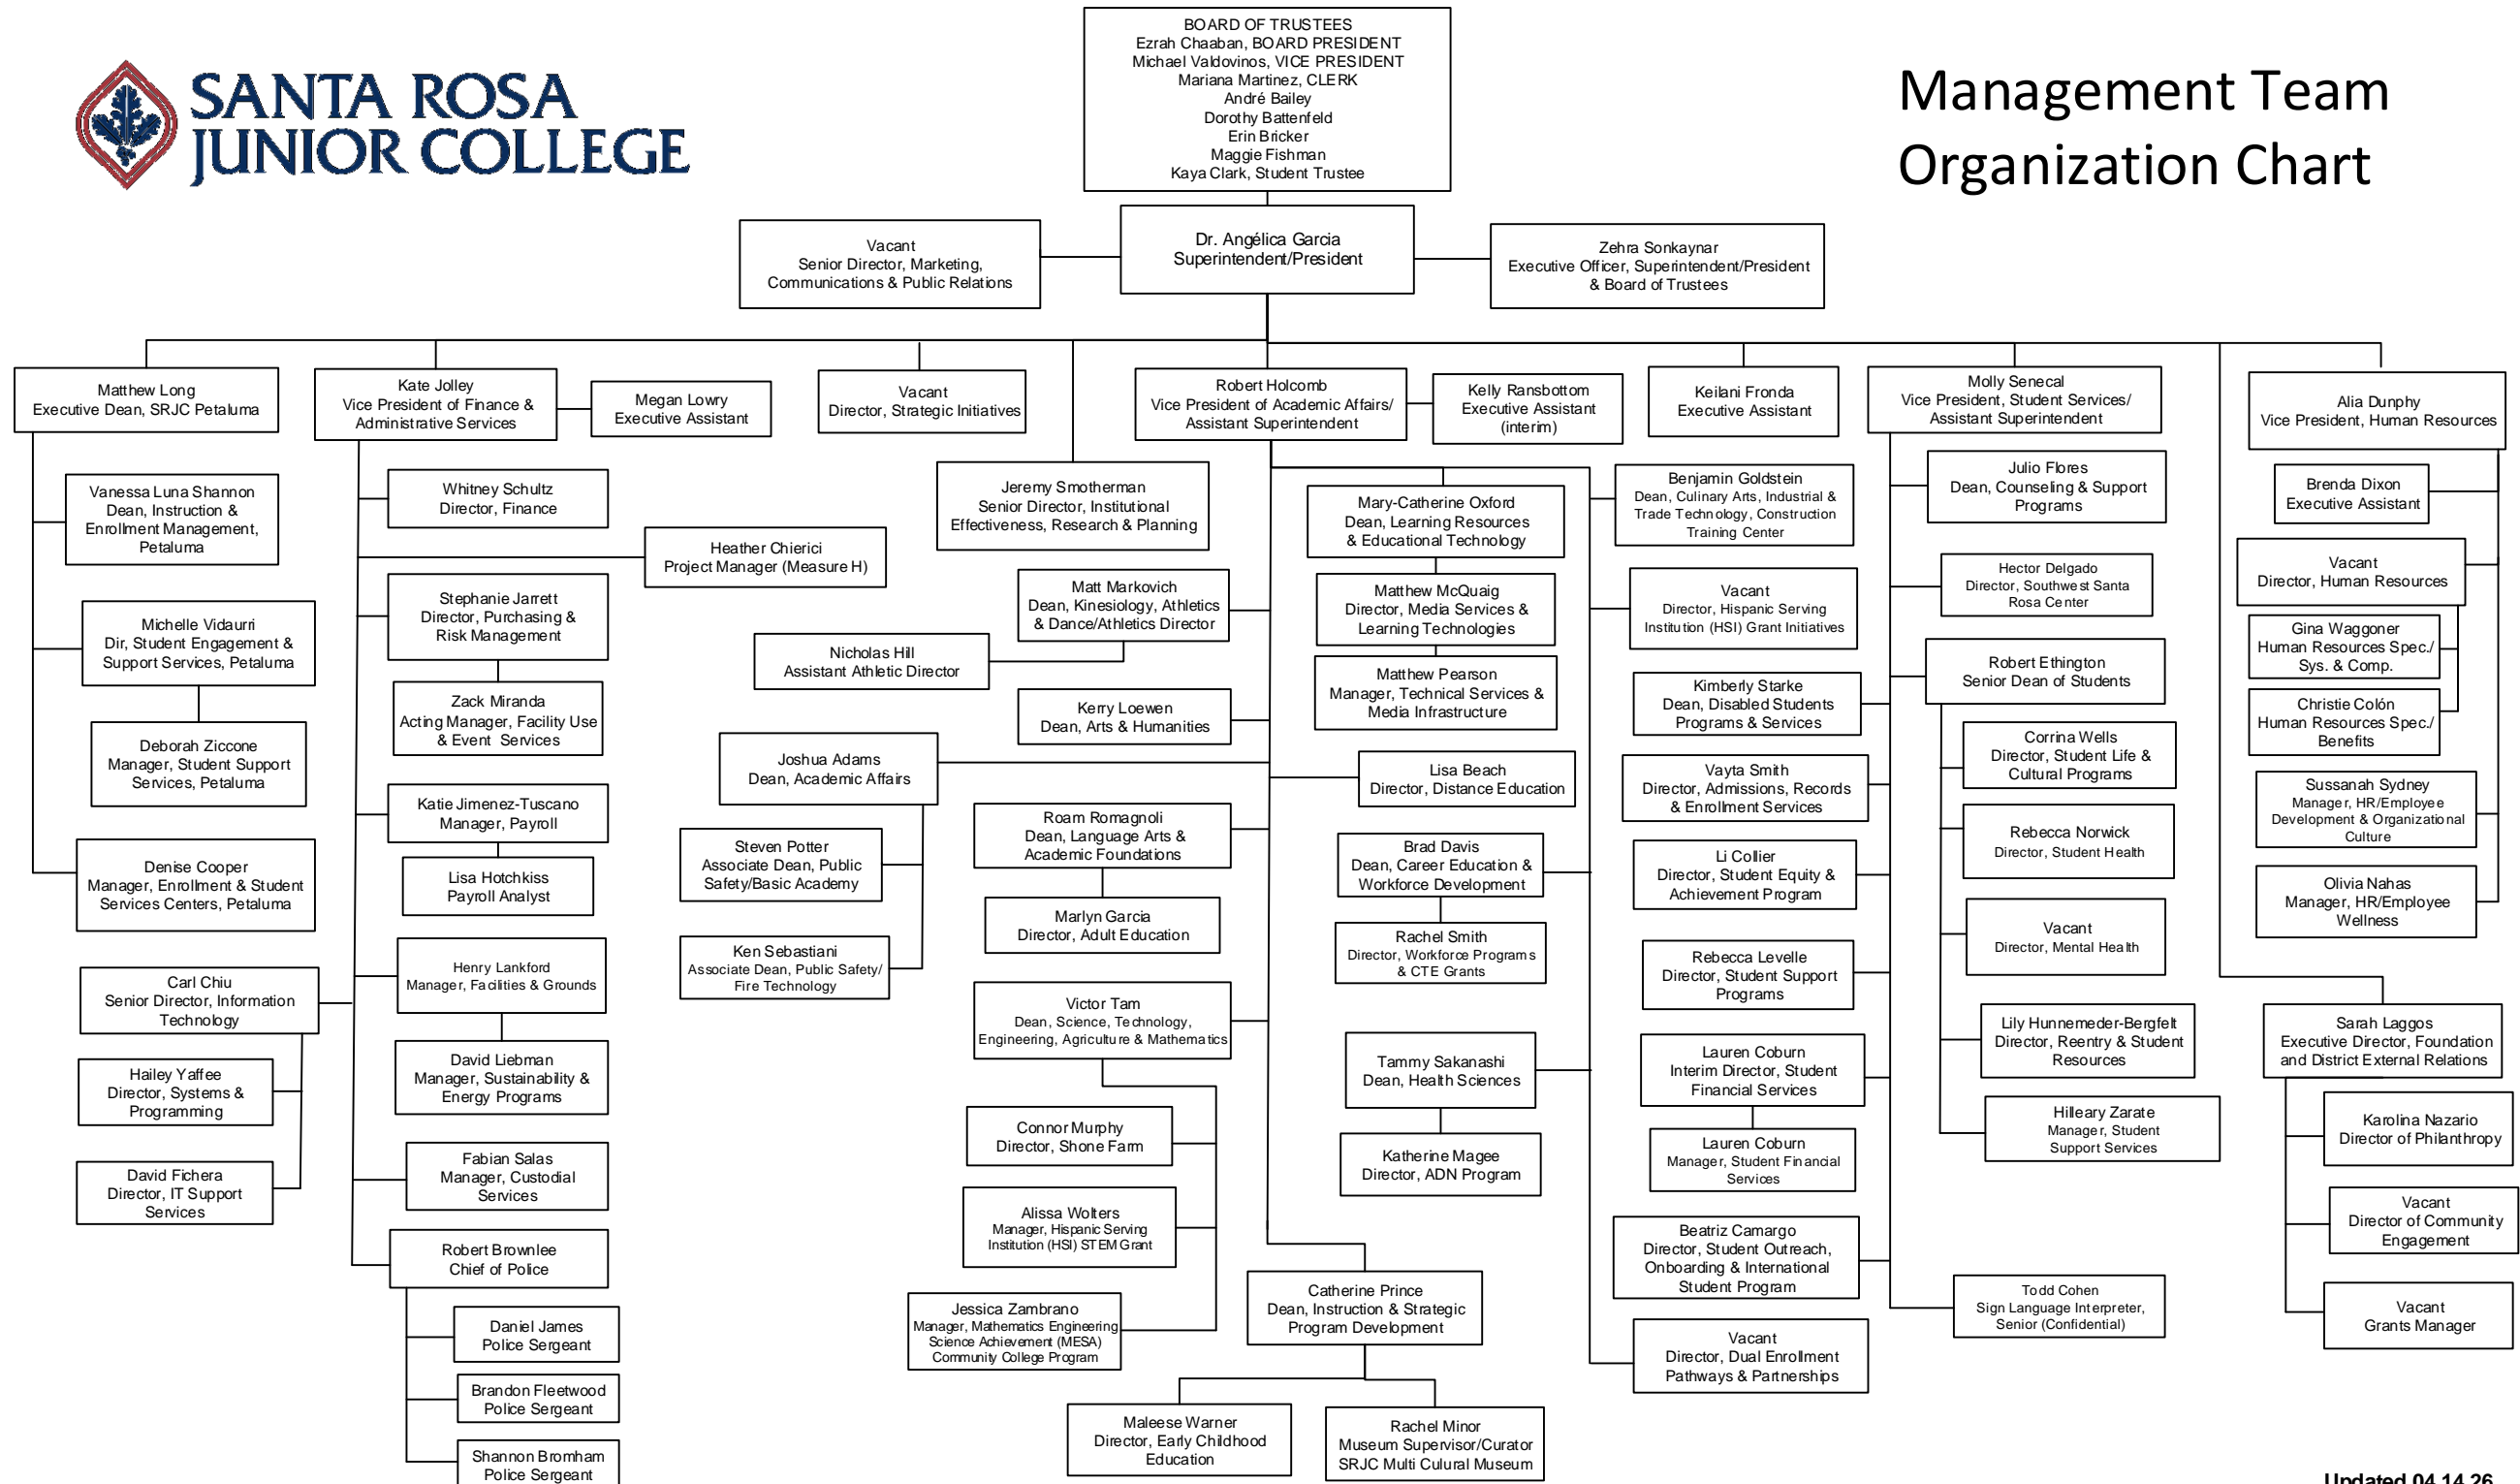 SANTA ROSA
JUNIOR COLLEGE
Management Team
Organization Chart
BOARD OF TRUSTEES
Ezrah Chaaban, BOARD PRESIDENT
Michael Valdovinos, VICE PRESIDENT
Mariana Martinez, CLERK
André Bailey
Dorothy Battenfeld
Erin Bricker
Maggie Fishman
Kaya Clark, Student Trustee
Vacant
Senior Director, Marketing,
Communications & Public Relations
Dr. Angélica Garcia
Superintendent/President
Zehra Sonkaynar
Executive Officer, Superintendent/President
& Board of Trustees
Matthew Long
Executive Dean, SRJC Petaluma
Vanessa Luna Shannon
Dean, Instruction &
Enrollment Management,
Petaluma
Michelle Vidaurri
Dir, Student Engagement &
Support Services, Petaluma
Deborah Ziccone
Manager, Student Support
Services, Petaluma
Denise Cooper
Manager, Enrollment & Student
Services Centers, Petaluma
Kate Jolley
Vice President of Finance &
Administrative Services
Megan Lowry
Executive Assistant
Whitney Schultz
Director, Finance
Heather Chierici
Project Manager (Measure H)
Stephanie Jarrett
Director, Purchasing &
Risk Management
Zack Miranda
Acting Manager, Facility Use
& Event Services
Katie Jimenez-Tuscano
Manager, Payroll
Lisa Hotchkiss
Payroll Analyst
Henry Lankford
Manager, Facilities & Grounds
David Liebman
Manager, Sustainability &
Energy Programs
Carl Chiu
Senior Director, Information
Technology
Hailey Yaffee
Director, Systems &
Programming
David Fichera
Director, IT Support
Services
Fabian Salas
Manager, Custodial
Services
Robert Brownlee
Chief of Police
Daniel James
Police Sergeant
Brandon Fleetwood
Police Sergeant
Shannon Bromham
Police Sergeant
Vacant
Director, Strategic Initiatives
Jeremy Smotherman
Senior Director, Institutional
Effectiveness, Research & Planning
Robert Holcomb
Vice President of Academic Affairs/
Assistant Superintendent
Kelly Ransbottom
Executive Assistant
(interim)
Matt Markovich
Dean, Kinesiology, Athletics
& Dance/Athletics Director
Nicholas Hill
Assistant Athletic Director
Kerry Loewen
Dean, Arts & Humanities
Joshua Adams
Dean, Academic Affairs
Steven Potter
Associate Dean, Public
Safety/Basic Academy
Ken Sebastiani
Associate Dean, Public Safety/
Fire Technology
Roam Romagnoli
Dean, Language Arts &
Academic Foundations
Marlyn Garcia
Director, Adult Education
Victor Tam
Dean, Science, Technology,
Engineering, Agriculture & Mathematics
Connor Murphy
Director, Shone Farm
Alissa Wolters
Manager, Hispanic Serving
Institution (HSI) STEM Grant
Jessica Zambrano
Manager, Mathematics Engineering
Science Achievement (MESA)
Community College Program
Mary-Catherine Oxford
Dean, Learning Resources
& Educational Technology
Matthew McQuaig
Director, Media Services &
Learning Technologies
Matthew Pearson
Manager, Technical Services &
Media Infrastructure
Lisa Beach
Director, Distance Education
Brad Davis
Dean, Career Education &
Workforce Development
Rachel Smith
Director, Workforce Programs
& CTE Grants
Tammy Sakanashi
Dean, Health Sciences
Katherine Magee
Director, ADN Program
Catherine Prince
Dean, Instruction & Strategic
Program Development
Maleese Warner
Director, Early Childhood
Education
Rachel Minor
Museum Supervisor/Curator
SRJC Multi Culural Museum
Keilani Fronda
Executive Assistant
Benjamin Goldstein
Dean, Culinary Arts, Industrial &
Trade Technology, Construction
Training Center
Vacant
Director, Hispanic Serving
Institution (HSI) Grant Initiatives
Kimberly Starke
Dean, Disabled Students
Programs & Services
Vayta Smith
Director, Admissions, Records
& Enrollment Services
Li Collier
Director, Student Equity &
Achievement Program
Rebecca Levelle
Director, Student Support
Programs
Lauren Coburn
Interim Director, Student
Financial Services
Lauren Coburn
Manager, Student Financial
Services
Beatriz Camargo
Director, Student Outreach,
Onboarding & International
Student Program
Vacant
Director, Dual Enrollment
Pathways & Partnerships
Molly Senecal
Vice President, Student Services/
Assistant Superintendent
Julio Flores
Dean, Counseling & Support
Programs
Hector Delgado
Director, Southwest Santa
Rosa Center
Robert Ethington
Senior Dean of Students
Corrina Wells
Director, Student Life &
Cultural Programs
Rebecca Norwick
Director, Student Health
Vacant
Director, Mental Health
Lily Hunnemeder-Bergfelt
Director, Reentry & Student
Resources
Hilleary Zarate
Manager, Student
Support Services
Todd Cohen
Sign Language Interpreter,
Senior (Confidential)
Alia Dunphy
Vice President, Human Resources
Brenda Dixon
Executive Assistant
Vacant
Director, Human Resources
Gina Waggoner
Human Resources Spec./
Sys. & Comp.
Christie Colón
Human Resources Spec./
Benefits
Sussanah Sydney
Manager, HR/Employee
Development & Organizational
Culture
Olivia Nahas
Manager, HR/Employee
Wellness
Sarah Laggos
Executive Director, Foundation
and District External Relations
Karolina Nazario
Director of Philanthropy
Vacant
Director of Community
Engagement
Vacant
Grants Manager
Updated 04.14.26